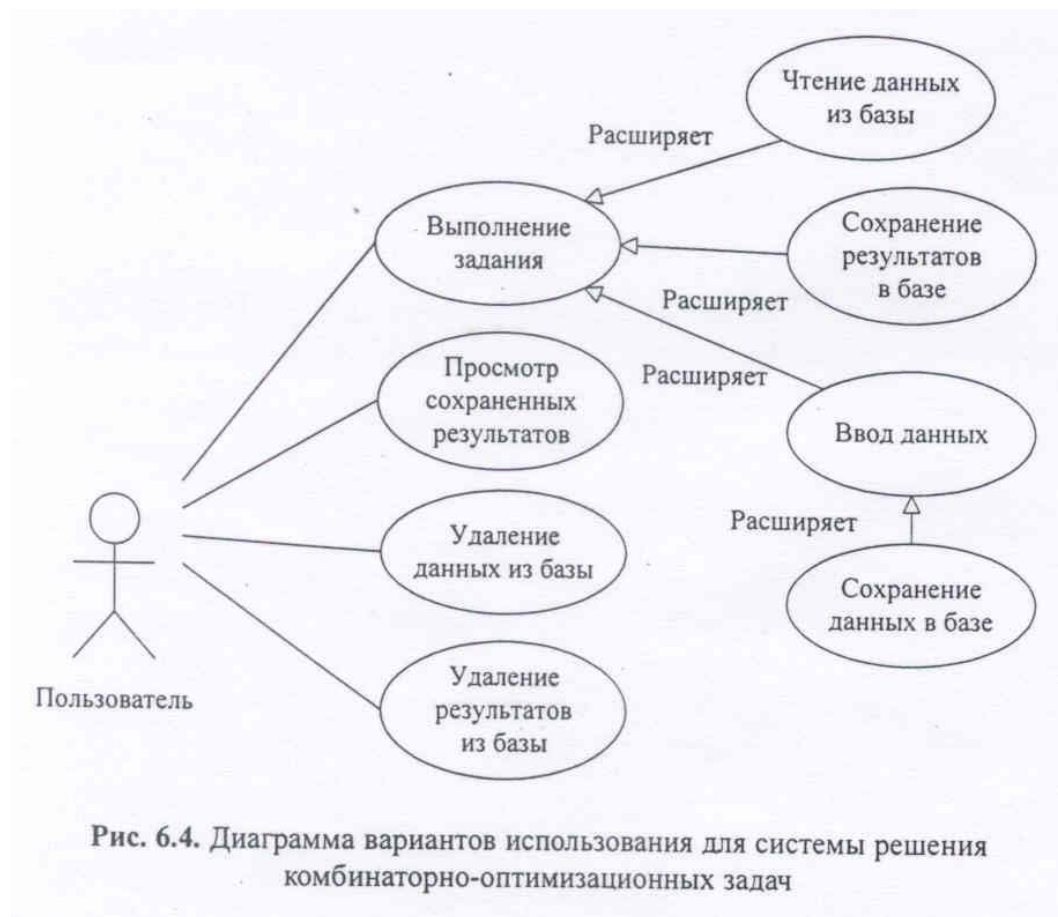 Чтение данных
из базы
Расширяет
Выполнение
задания
Сохранение
результатов
в базе
Расширяет
Просмотр
сохраненных
результатов
Расширяет
Ввод данных
Удаление
данных из базы
Расширяет
Сохранение
данных в базе
Удаление
результатов
из базы
Пользователь
Рис. 6.4. Диаграмма вариантов использования для системы решения
комбинаторно-оптимизационных задач